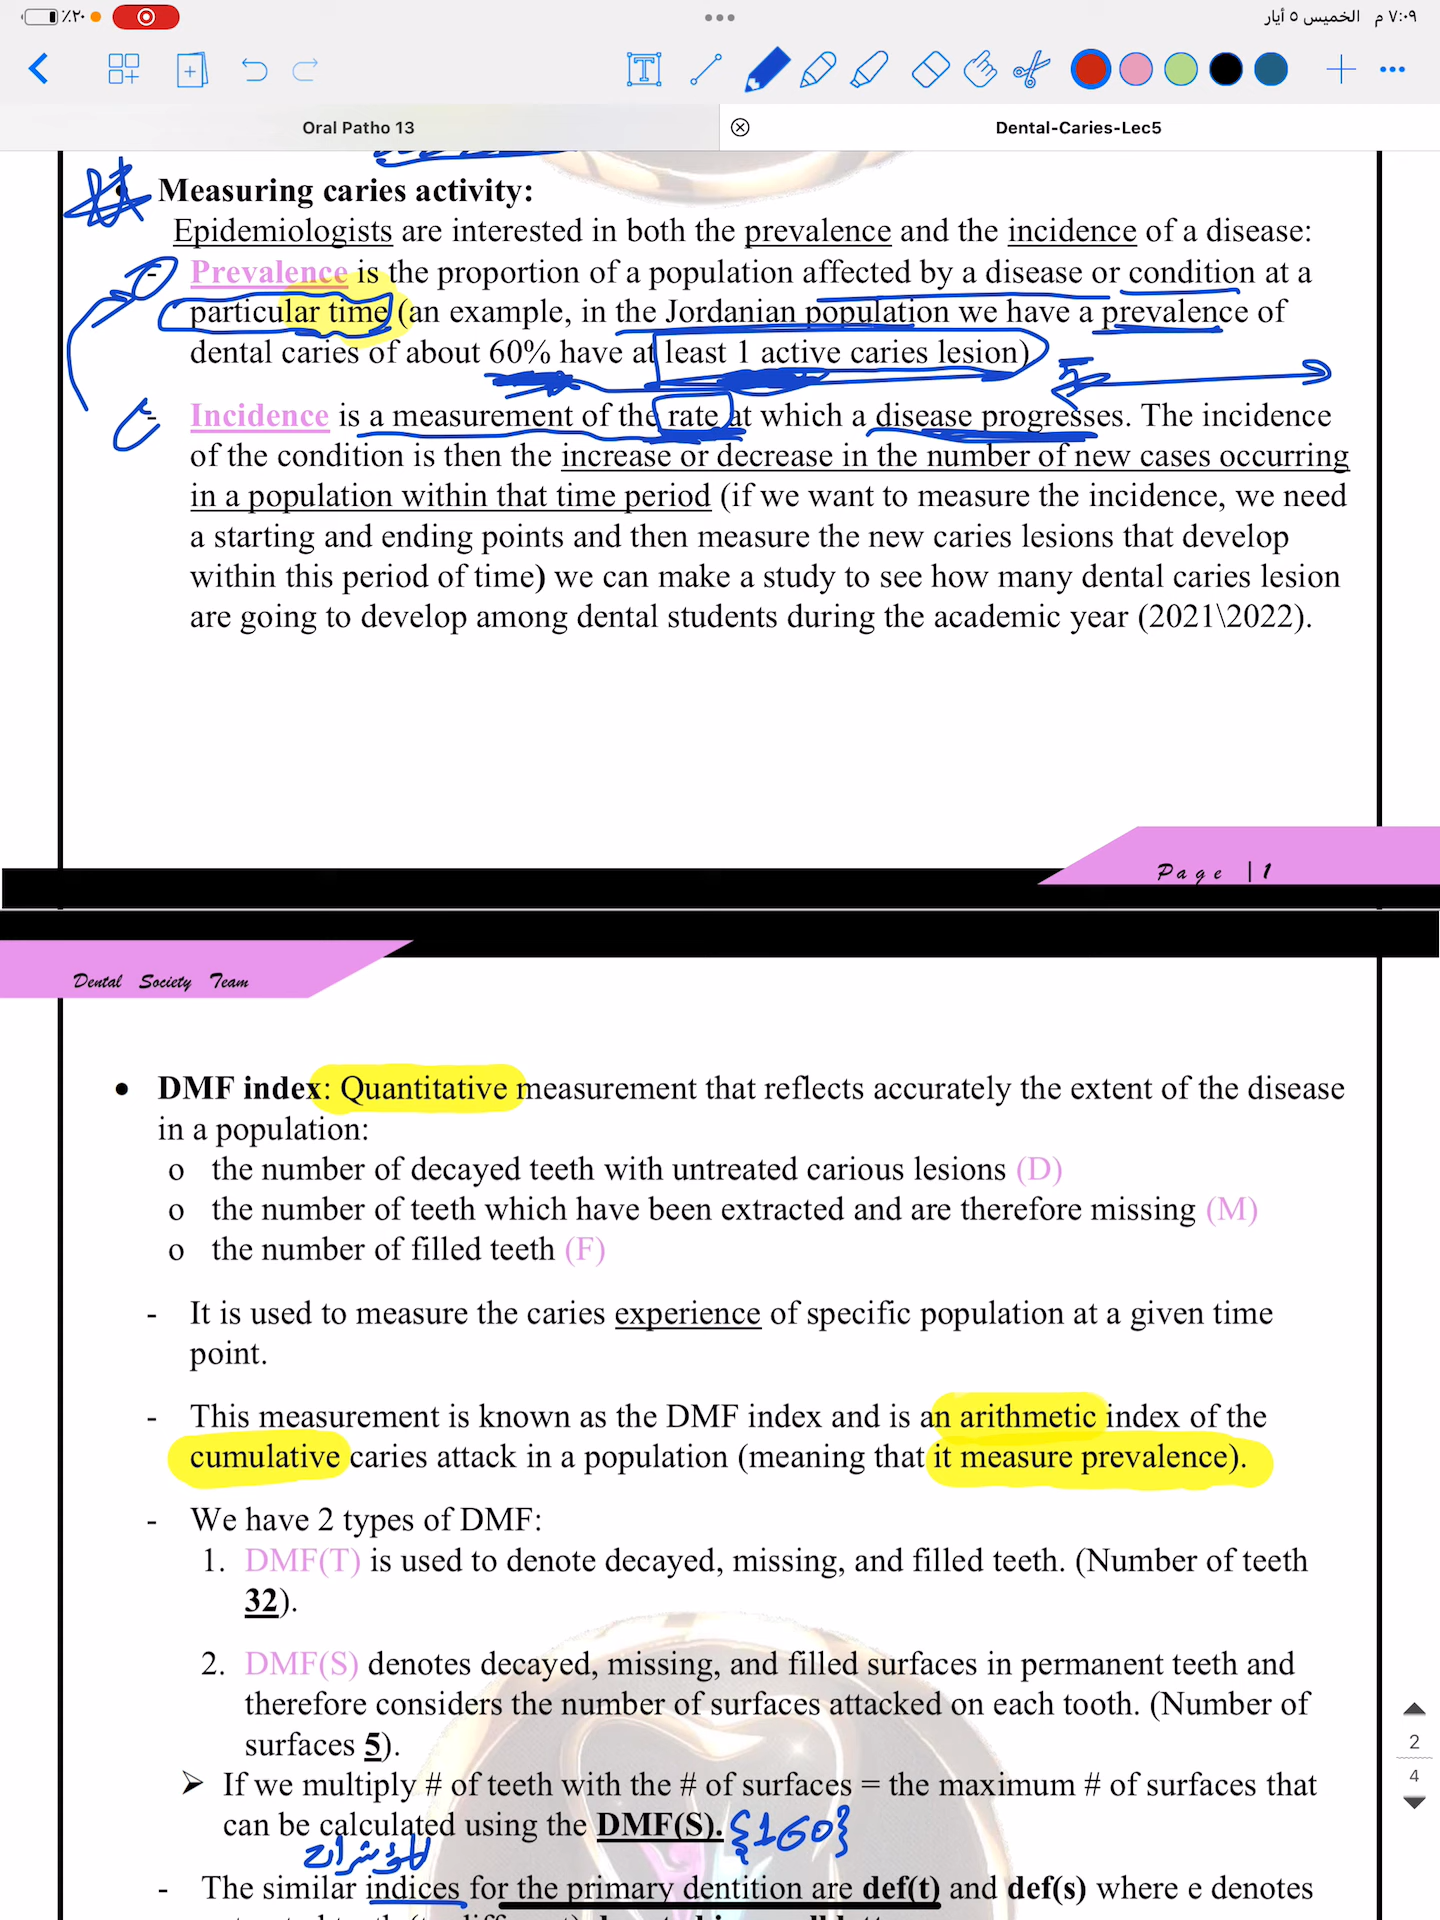 ٪٢٠
٧:٠٩ م الخميس ٥ أيار
Oral Patho 13
Dental-Caries-Lec5
Measuring caries activity:
Epidemiologists are interested in both the prevalence and the incidence of a disease:
- Prevalence is the proportion of a population affected by a disease or condition at a
particular time (an example, in the Jordanian population we have a prevalence of
dental caries of about 60% have at least 1 active caries lesion)
- Incidence is a measurement of the rate at which a disease progresses. The incidence
of the condition is then the increase or decrease in the number of new cases occurring
in a population within that time period (if we want to measure the incidence, we need
a starting and ending points and then measure the new caries lesions that develop
within this period of time) we can make a study to see how many dental caries lesion
are going to develop among dental students during the academic year (2021\2022).
Page |1
Dental Society Team
• DMF index: Quantitative measurement that reflects accurately the extent of the disease
in a population:
o the number of decayed teeth with untreated carious lesions (D)
o the number of teeth which have been extracted and are therefore missing (M)
o the number of filled teeth (F)
- It is used to measure the caries experience of specific population at a given time
point.
- This measurement is known as the DMF index and is an arithmetic index of the
cumulative caries attack in a population (meaning that it measure prevalence).
- We have 2 types of DMF:
1. DMF(T) is used to denote decayed, missing, and filled teeth. (Number of teeth
32).
2. DMF(S) denotes decayed, missing, and filled surfaces in permanent teeth and
therefore considers the number of surfaces attacked on each tooth. (Number of
surfaces 5).
➤ If we multiply # of teeth with the # of surfaces = the maximum # of surfaces that
can be calculated using the DMF(S). {160}
المؤشرات
- The similar indices for the primary dentition are def(t) and def(s) where e denotes
2
4